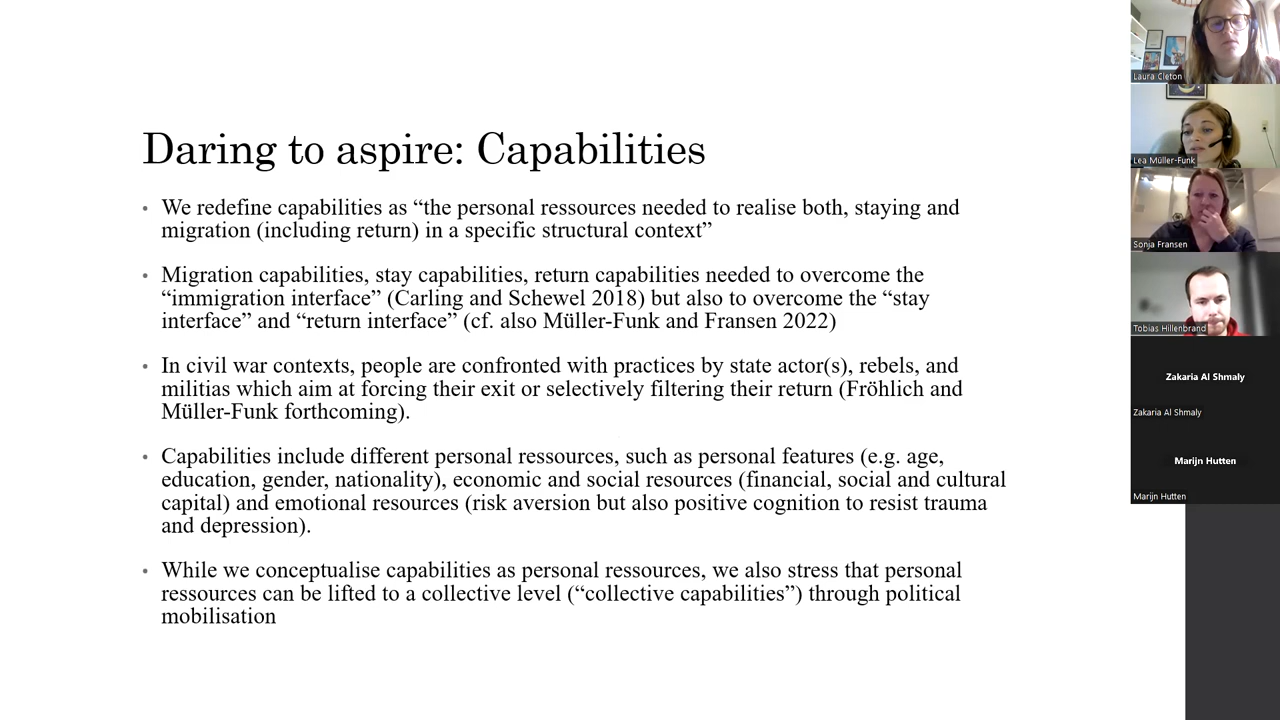 Daring to aspire: Capabilities
• We redefine capabilities as “the personal ressources needed to realise both, staying and
migration (including return) in a specific structural context”
• Migration capabilities, stay capabilities, return capabilities needed to overcome the
“immigration interface” (Carling and Schewel 2018) but also to overcome the “stay
interface” and “return interface” (cf. also Müller-Funk and Fransen 2022)
• In civil war contexts, people are confronted with practices by state actor(s), rebels, and
militias which aim at forcing their exit or selectively filtering their return (Fröhlich and
Müller-Funk forthcoming).
• Capabilities include different personal ressources, such as personal features (e.g. age,
education, gender, nationality), economic and social resources (financial, social and cultural
capital) and emotional resources (risk aversion but also positive cognition to resist trauma
and depression).
• While we conceptualise capabilities as personal ressources, we also stress that personal
ressources can be lifted to a collective level (“collective capabilities”) through political
mobilisation
Laura Cleton
Lea Müller-Funk
Sonja Fransen
Tobias Hillenbrand
Zakaria Al Shmaly
Zakaria Al Shmaly
Marijn Hutten
Marijn Hutten